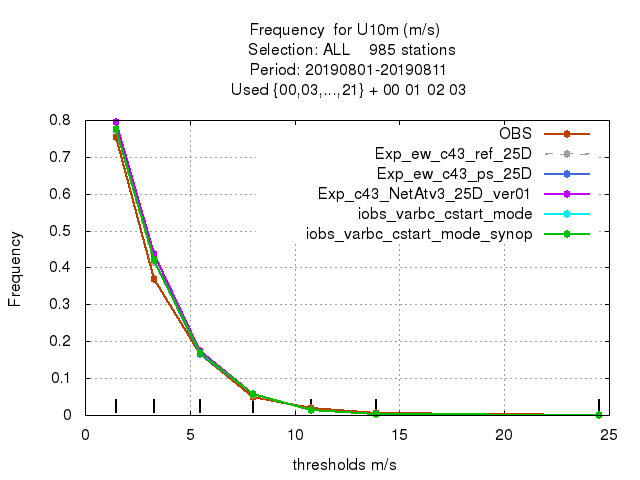 Frequency  for U10m (m/s)
Selection: ALL    985 stations
Period: 20190801-20190811
Used {00,03,...,21} + 00 01 02 03
OBS
Exp_ew_c43_ref_25D
Exp_ew_c43_ps_25D
Exp_c43_NetAtv3_25D_ver01
iobs_varbc_cstart_mode
iobs_varbc_cstart_mode_synop
Frequency
0.8
0.7
0.6
0.5
0.4
0.3
0.2
0.1
0
0 5 10 15 20 25
thresholds m/s